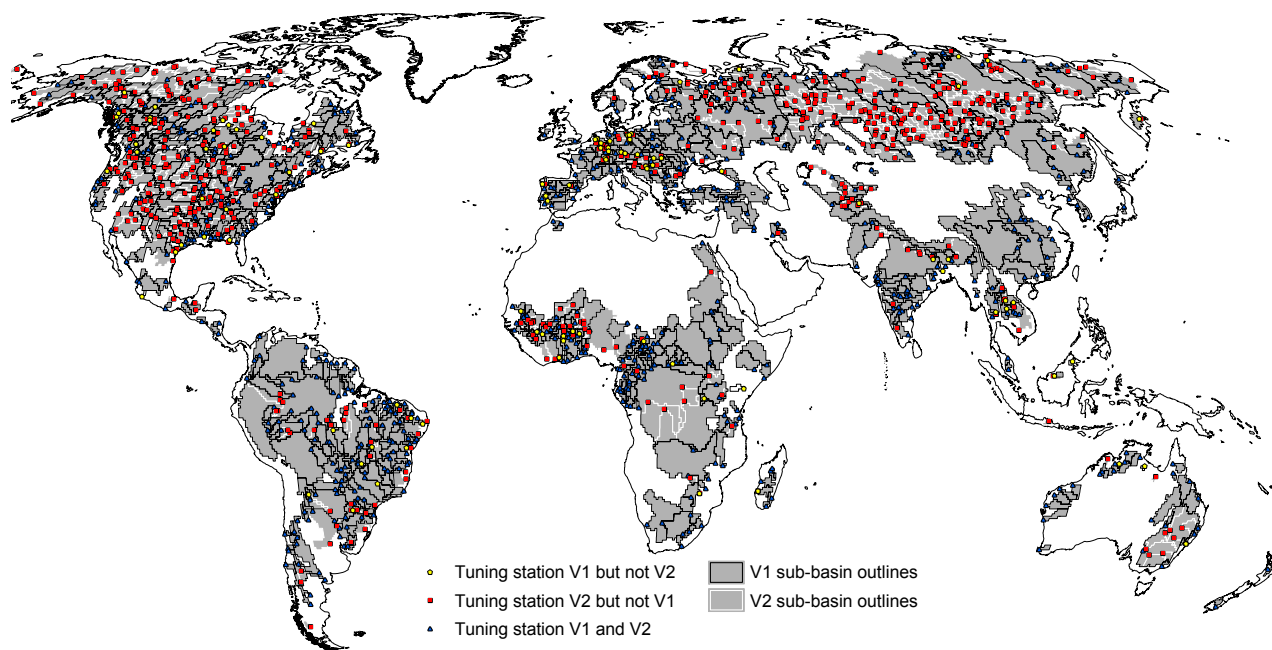 Tuning station V1 but not V2
Tuning station V2 but not V1
Tuning station V1 and V2
V1 sub-basin outlines
V2 sub-basin outlines